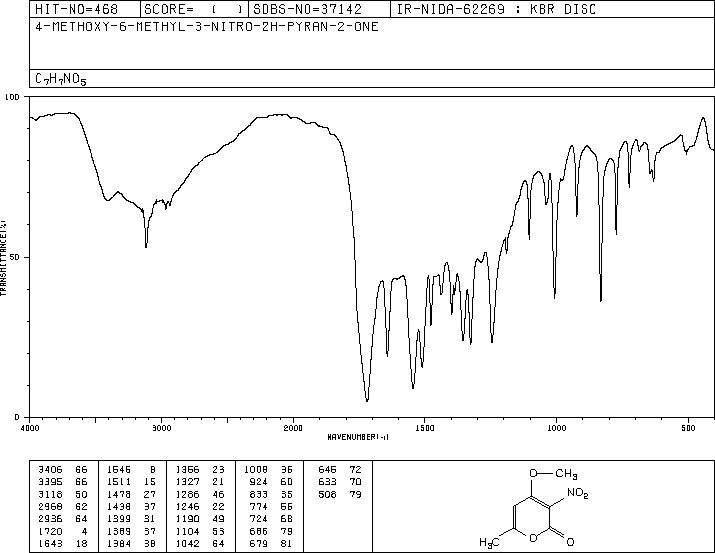 HIT-NO=468 SCORE= ( ) SDBS-NO=37142 IR-NIDA-62269 : KBR DISC
4-METHOXY-6-METHYL-3-NITRO-2H-PYRAN-2-ONE
C7H7NO5
100
TRANSMITTANCE(%)
50
0
4000 3000 2000 1500 1000 500
WAVENUMBER(-1)
3406 66 1546 8 1356 23 1008 36 646 72
3395 66 1511 15 1327 21 924 60 633 70
3118 50 1478 27 1286 46 833 35 508 79
2968 62 1438 37 1246 22 774 55
2936 64 1399 31 1190 49 724 68
1720 4 1389 37 1104 53 686 79
1643 18 1384 38 1042 64 679 81
O CH3
NO2
H3C O O